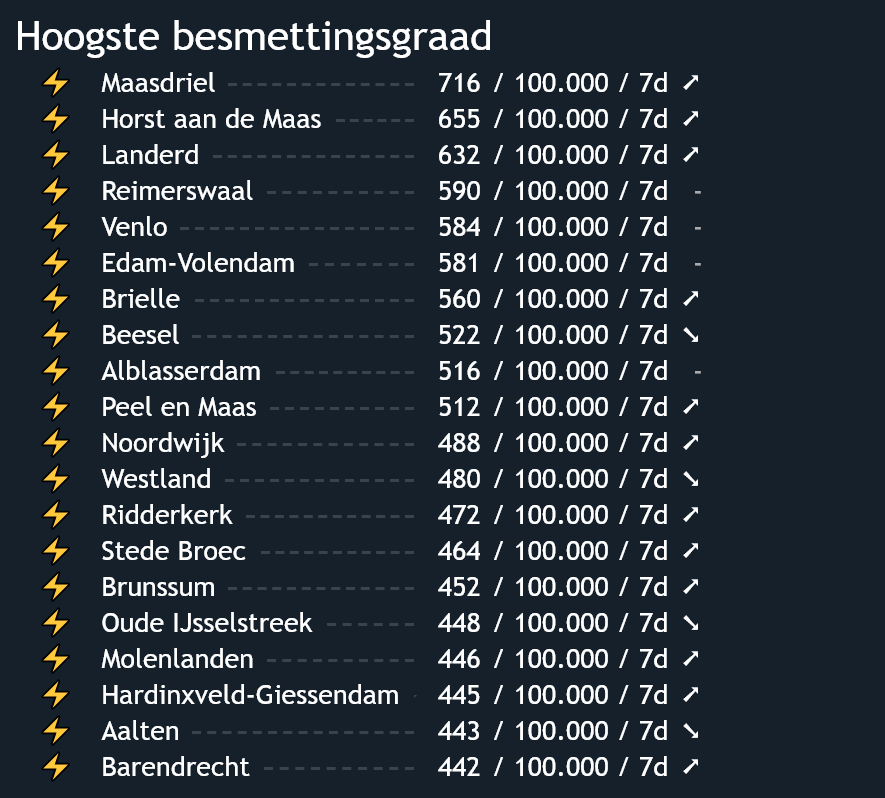 Hoogste besmettingsgraad
⚡ Maasdriel ------------- 716 / 100.000 / 7d ➚
⚡ Horst aan de Maas ------ 655 / 100.000 / 7d ➚
⚡ Landerd -------------- 632 / 100.000 / 7d ➚
⚡ Reimerswaal ---------- 590 / 100.000 / 7d -
⚡ Venlo ---------------- 584 / 100.000 / 7d -
⚡ Edam-Volendam ------- 581 / 100.000 / 7d -
⚡ Brielle --------------- 560 / 100.000 / 7d ➚
⚡ Beesel --------------- 522 / 100.000 / 7d ➘
⚡ Alblasserdam --------- 516 / 100.000 / 7d -
⚡ Peel en Maas ---------- 512 / 100.000 / 7d ➚
⚡ Noordwijk ------------ 488 / 100.000 / 7d ➚
⚡ Westland ------------- 480 / 100.000 / 7d ➘
⚡ Ridderkerk ----------- 472 / 100.000 / 7d ➚
⚡ Stede Broec ---------- 464 / 100.000 / 7d ➚
⚡ Brunssum ------------- 452 / 100.000 / 7d ➚
⚡ Oude IJsselstreek ------ 448 / 100.000 / 7d ➘
⚡ Molenlanden ---------- 446 / 100.000 / 7d ➚
⚡ Hardinxveld-Giessendam - 445 / 100.000 / 7d ➚
⚡ Aalten --------------- 443 / 100.000 / 7d ➘
⚡ Barendrecht ---------- 442 / 100.000 / 7d ➚